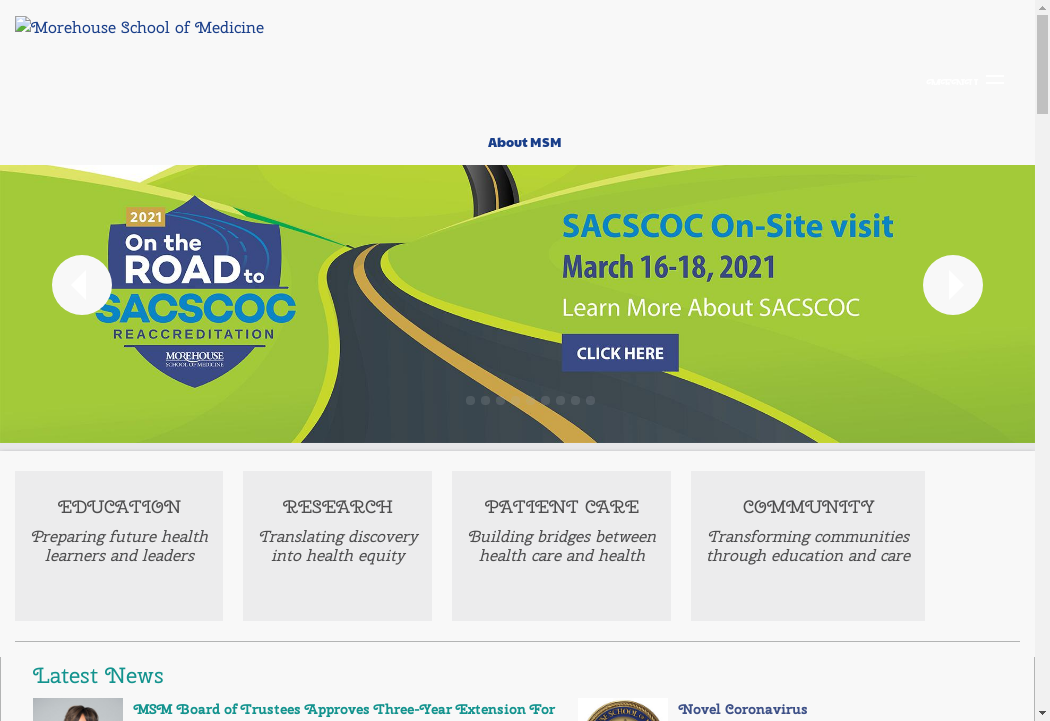 Morehouse School of Medicine
About MSM
2021
On the
ROAD to
SACSCOC
REACCREDITATION
MOREHOUSE
SCHOOL OF MEDICINE
SACSCOC On-Site visit
March 16-18, 2021
Learn More About SACSCOC
CLICK HERE
EDUCATION
Preparing future health
learners and leaders
RESEARCH
Translating discovery
into health equity
PATIENT CARE
Building bridges between
health care and health
COMMUNITY
Transforming communities
through education and care
Latest News
MSM Board of Trustees Approves Three-Year Extension For
Novel Coronavirus